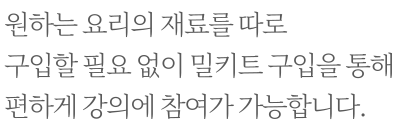 원하는 요리의 재료를 따로
구입할 필요 없이 밀키트 구입을 통해
편하게 강의에 참여가 가능합니다.